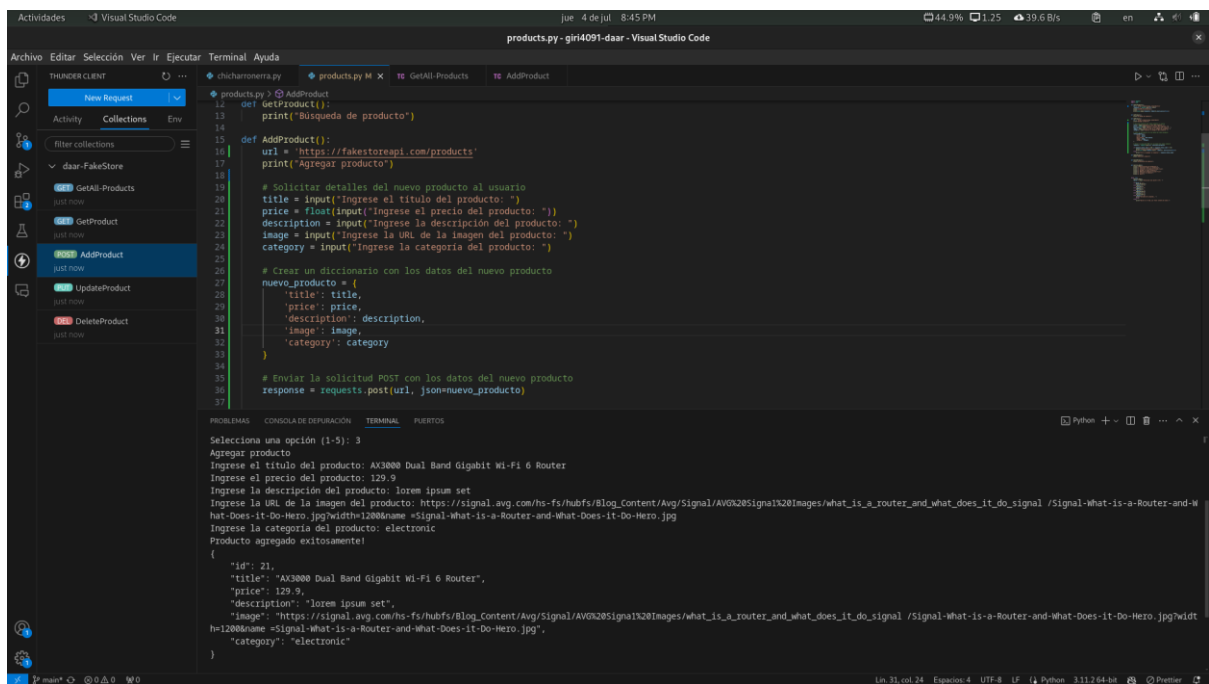 Actividades Visual Studio Code jue 4 de jul 8:45 PM 44.9% 1.25 39.6 B/s en
products.py - giri4091-daar - Visual Studio Code
Archivo Editar Selección Ver Ir Ejecutar Terminal Ayuda
THUNDER CLIENT
New Request
Activity Collections Env
filter collections
daar-FakeStore
GET GetAll-Products
just now
GET GetProduct
just now
POST AddProduct
just now
PUT UpdateProduct
just now
DEL DeleteProduct
just now
chicharronerra.py products.py M TC GetAll-Products TC AddProduct
products.py > AddProduct
12 def GetProduct():
13 print("Búsqueda de producto")
14
15 def AddProduct():
16 url = 'https://fakestoreapi.com/products'
17 print("Agregar producto")
18
19 # Solicitar detalles del nuevo producto al usuario
20 title = input("Ingrese el título del producto: ")
21 price = float(input("Ingrese el precio del producto: "))
22 description = input("Ingrese la descripción del producto: ")
23 image = input("Ingrese la URL de la imagen del producto: ")
24 category = input("Ingrese la categoría del producto: ")
25
26 # Crear un diccionario con los datos del nuevo producto
27 nuevo_producto = {
28 'title': title,
29 'price': price,
30 'description': description,
31 'image': image,
32 'category': category
33 }
34
35 # Enviar la solicitud POST con los datos del nuevo producto
36 response = requests.post(url, json=nuevo_producto)
37
PROBLEMAS CONSOLA DE DEPURACIÓN TERMINAL PUERTOS Python
Selecciona una opción (1-5): 3
Agregar producto
Ingrese el título del producto: AX3000 Dual Band Gigabit Wi-Fi 6 Router
Ingrese el precio del producto: 129.9
Ingrese la descripción del producto: lorem ipsum set
Ingrese la URL de la imagen del producto: https://signal.avg.com/hs-fs/hubfs/Blog_Content/Avg/Signal/AVG%20Signa1%20Images/what_is_a_router_and_what_does_it_do_signal /Signal-What-is-a-Router-and-W
hat-Does-it-Do-Hero.jpg?width=1200&name =Signal-What-is-a-Router-and-What-Does-it-Do-Hero.jpg
Ingrese la categoría del producto: electronic
Producto agregado exitosamente!
{
"id": 21,
"title": "AX3000 Dual Band Gigabit Wi-Fi 6 Router",
"price": 129.9,
"description": "lorem ipsum set",
"image": "https://signal.avg.com/hs-fs/hubfs/Blog_Content/Avg/Signal/AVG%20Signa1%20Images/what_is_a_router_and_what_does_it_do_signal /Signal-What-is-a-Router-and-What-Does-it-Do-Hero.jpg?widt
h=1200&name =Signal-What-is-a-Router-and-What-Does-it-Do-Hero.jpg",
"category": "electronic"
}
main* 0 0 0 Lín. 31, col. 24 Espacios: 4 UTF-8 LF Python 3.11.2 64-bit Prettier